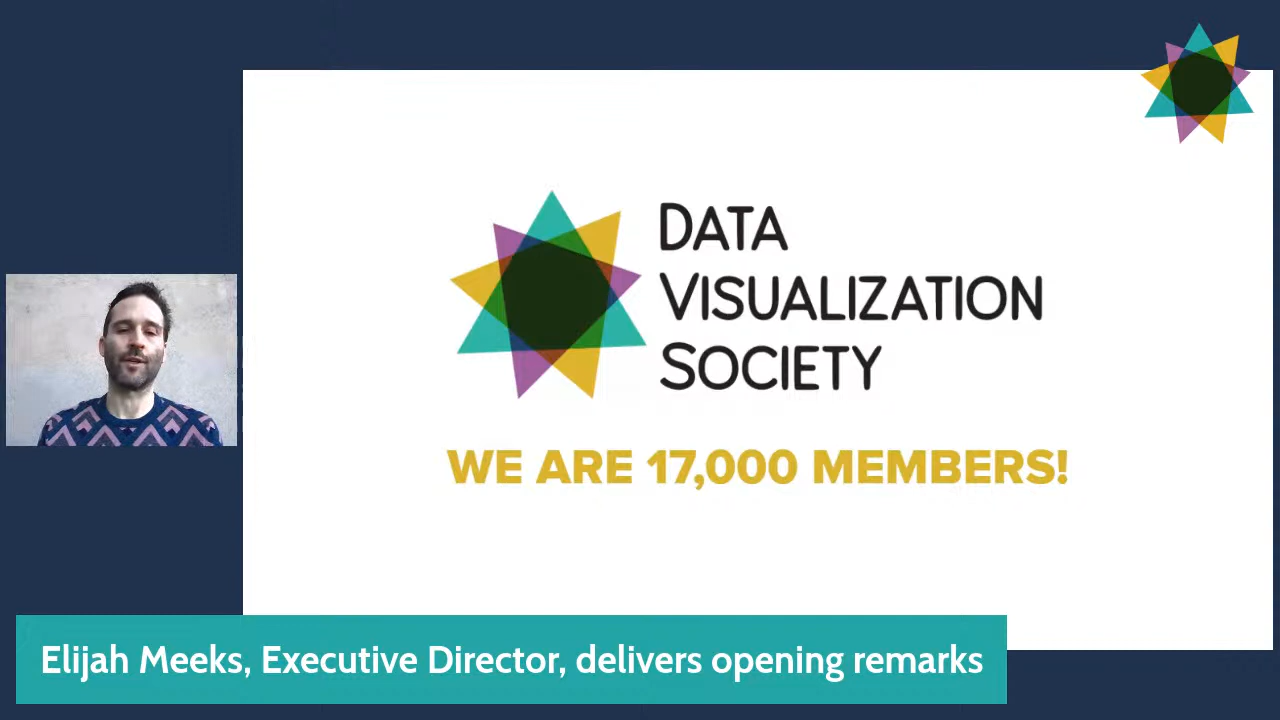 DATA
VISUALIZATION
SOCIETY
WE ARE 17,000 MEMBERS!
Elijah Meeks, Executive Director, delivers opening remarks